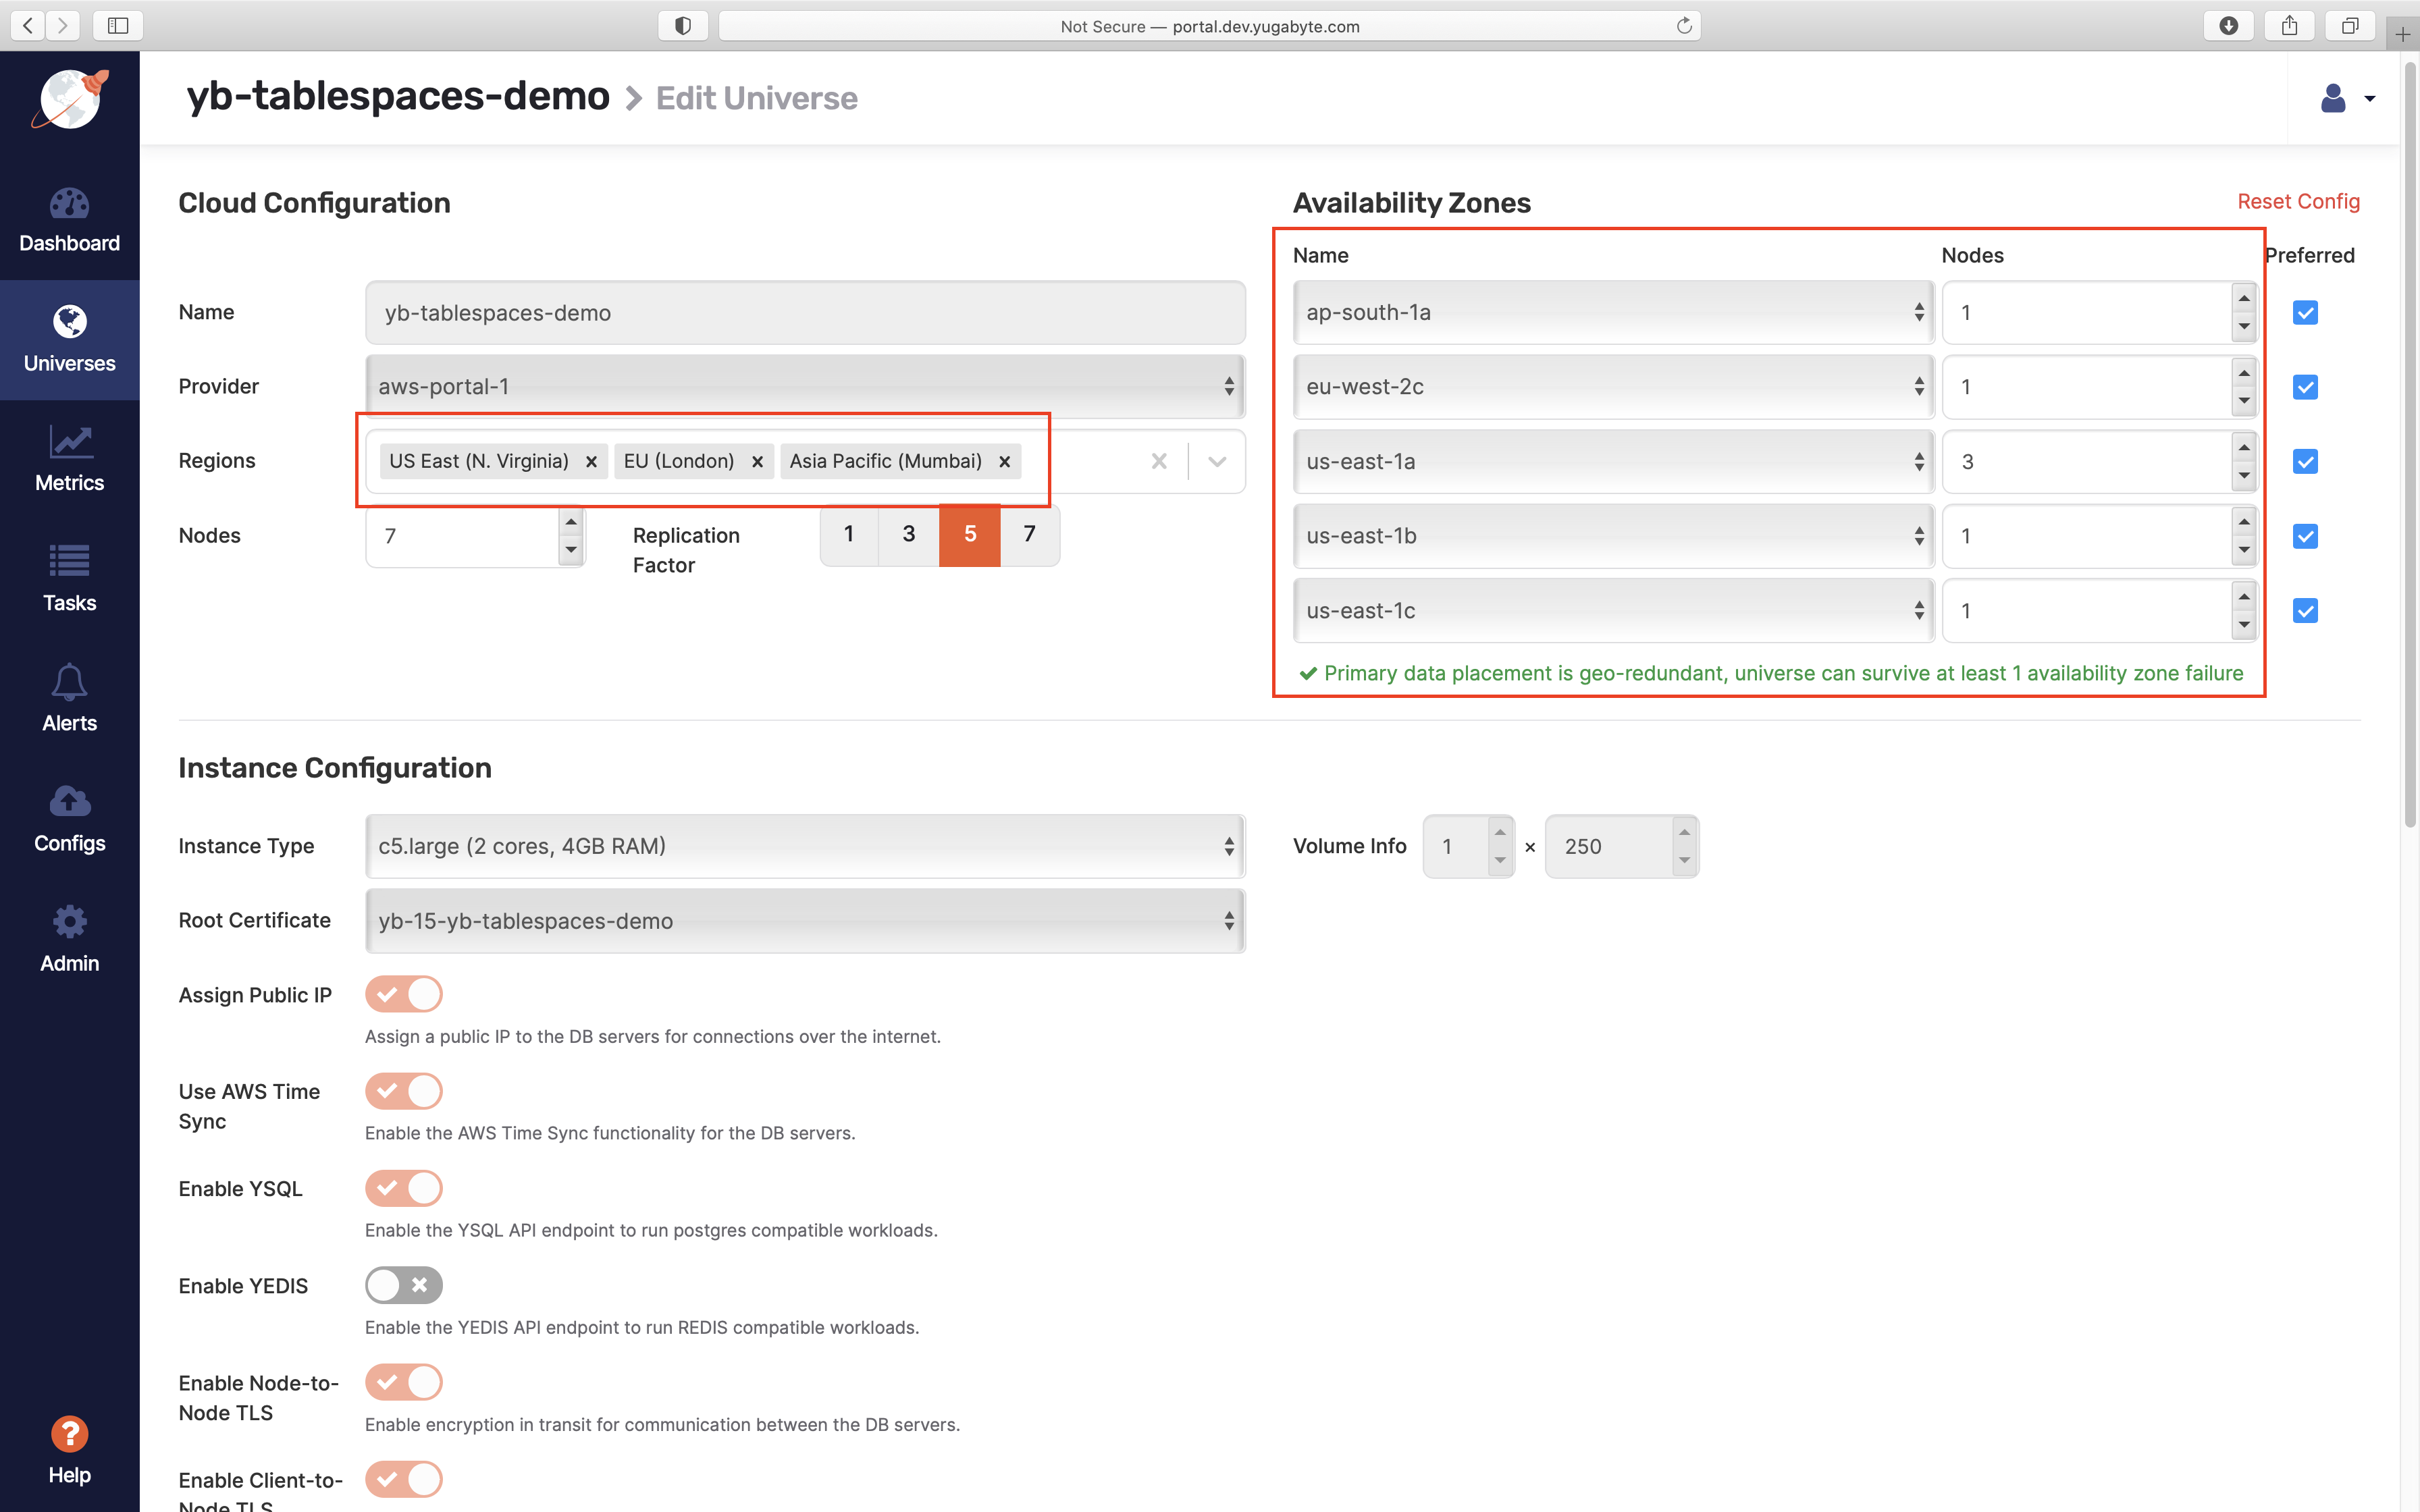 Not Secure — portal.dev.yugabyte.com
yb-tablespaces-demo > Edit Universe
Dashboard
Universes
Metrics
Tasks
Alerts
Configs
Admin
Help
Cloud Configuration
Name
yb-tablespaces-demo
Provider
aws-portal-1
Regions
US East (N. Virginia) × EU (London) × Asia Pacific (Mumbai) ×
Nodes
7
Replication
Factor
1 3 5 7
Availability Zones
Reset Config
Name Nodes Preferred
ap-south-1a 1
eu-west-2c 1
us-east-1a 3
us-east-1b 1
us-east-1c 1
Primary data placement is geo-redundant, universe can survive at least 1 availability zone failure
Instance Configuration
Instance Type
c5.large (2 cores, 4GB RAM)
Volume Info 1 × 250
Root Certificate
yb-15-yb-tablespaces-demo
Assign Public IP
Assign a public IP to the DB servers for connections over the internet.
Use AWS Time
Sync
Enable the AWS Time Sync functionality for the DB servers.
Enable YSQL
Enable the YSQL API endpoint to run postgres compatible workloads.
Enable YEDIS
Enable the YEDIS API endpoint to run REDIS compatible workloads.
Enable Node-to-
Node TLS
Enable encryption in transit for communication between the DB servers.
Enable Client-to-
Node TLS